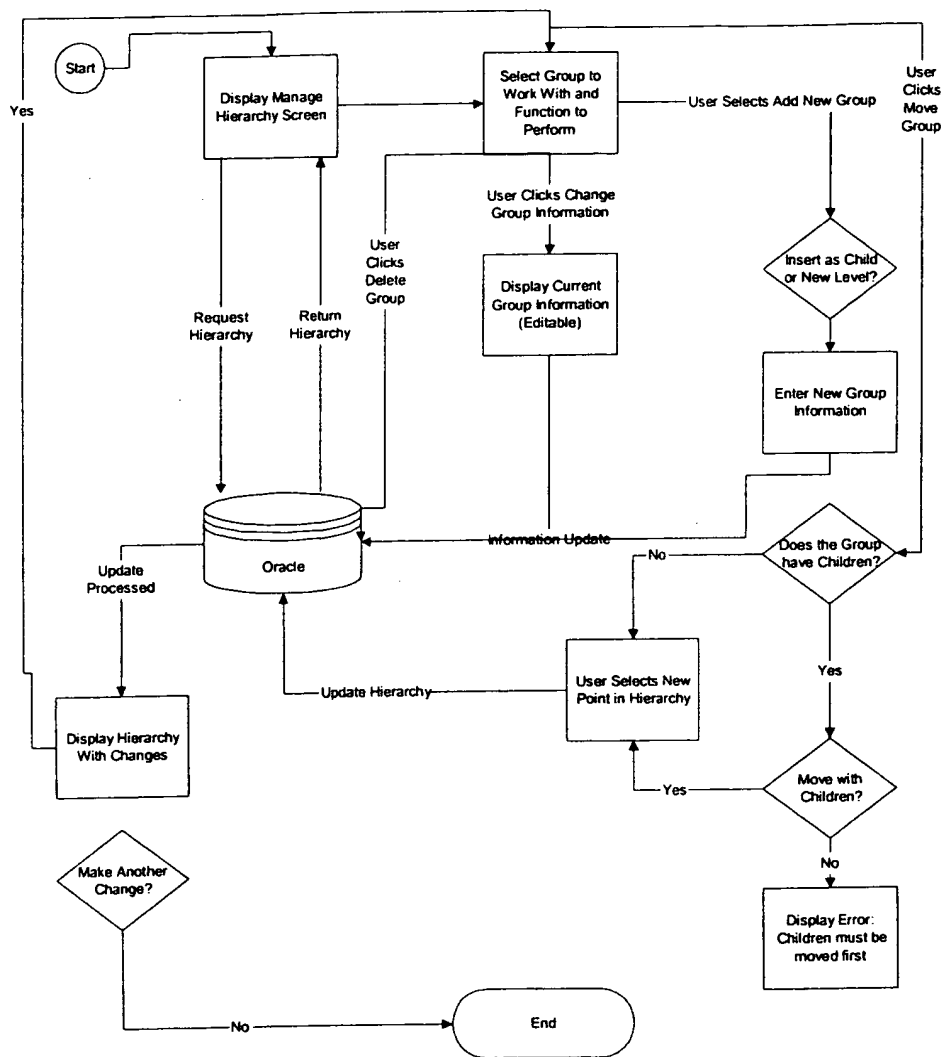 Start
Yes
Display Manage
Hierarchy Screen
Select Group to
Work With and
Function to
Perform
User Selects Add New Group
User
Clicks
Move
Group
User Clicks Change
Group Information
User
Clicks
Delete
Group
Insert as Child
or New Level?
Display Current
Group Information
(Editable)
Request
Hierarchy
Return
Hierarchy
Enter New Group
Information
Information Update
Oracle
No
Does the Group
have Children?
Update
Processed
Yes
User Selects New
Point in Hierarchy
Update Hierarchy
Display Hierarchy
With Changes
Move with
Children?
Yes
No
Make Another
Change?
Display Error:
Children must be
moved first
No
End